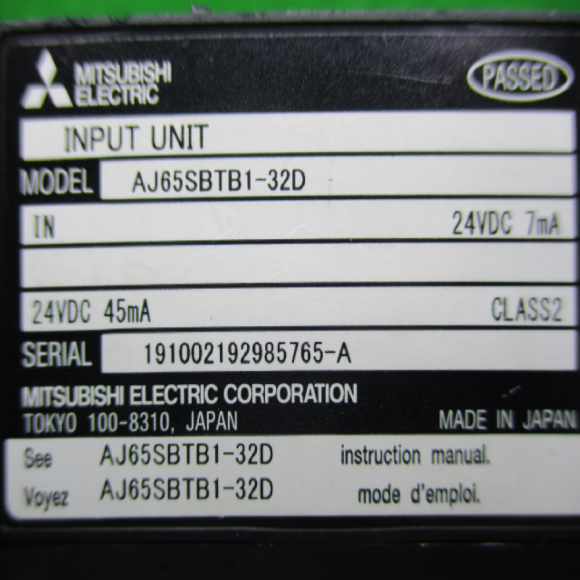 MITSUBISHI
ELECTRIC
PASSED
INPUT UNIT
MODEL AJ65SBTB1-32D
IN 24VDC 7mA
24VDC 45mA CLASS2
SERIAL 191002192985765-A
MITSUBISHI ELECTRIC CORPORATION
TOKYO 100-8310, JAPAN MADE IN JAPAN
See AJ65SBTB1-32D instruction manual.
Voyez AJ65SBTB1-32D mode d'emploi.